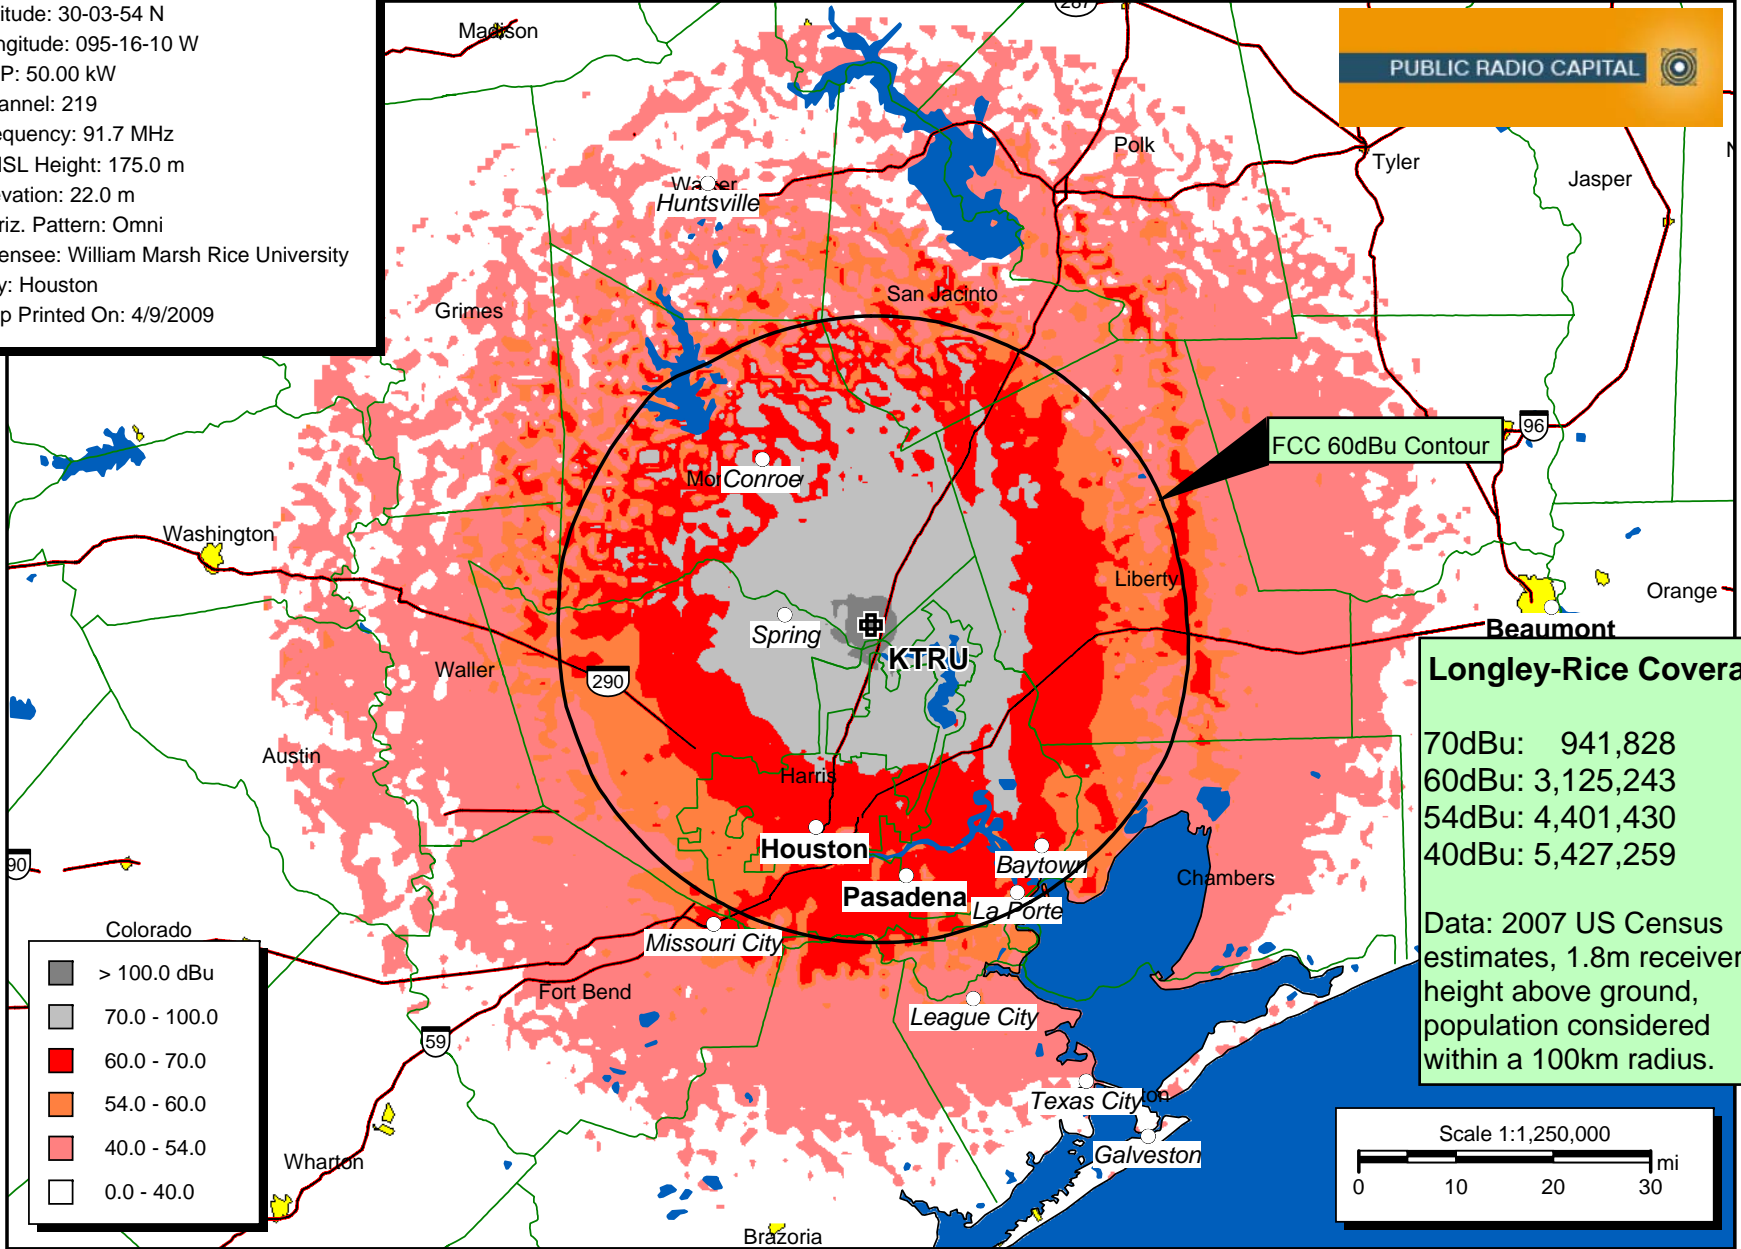 itude: 30-03-54 N
ngitude: 095-16-10 W
P: 50.00 kW
annel: 219
equency: 91.7 MHz
MSL Height: 175.0 m
evation: 22.0 m
riz. Pattern: Omni
ensee: William Marsh Rice University
y: Houston
p Printed On: 4/9/2009
Madison
287
PUBLIC RADIO CAPITAL
Polk
Tyler
Jasper
N
Walker
Huntsville
San Jacinto
Grimes
FCC 60dBu Contour
96
Conroe
Washington
Liberty
Orange
Spring
KTRU
Beaumont
Waller
290
Longley-Rice Covera
70dBu: 941,828
60dBu: 3,125,243
54dBu: 4,401,430
40dBu: 5,427,259
Data: 2007 US Census
estimates, 1.8m receiver
height above ground,
population considered
within a 100km radius.
Austin
Harris
Houston
Baytown
90
Pasadena
La Porte
Chambers
Colorado
Missouri City
Fort Bend
League City
59
> 100.0 dBu
70.0 - 100.0
60.0 - 70.0
54.0 - 60.0
40.0 - 54.0
0.0 - 40.0
Texas City
ton
Galveston
Wharton
Brazoria
Scale 1:1,250,000
mi
0 10 20 30